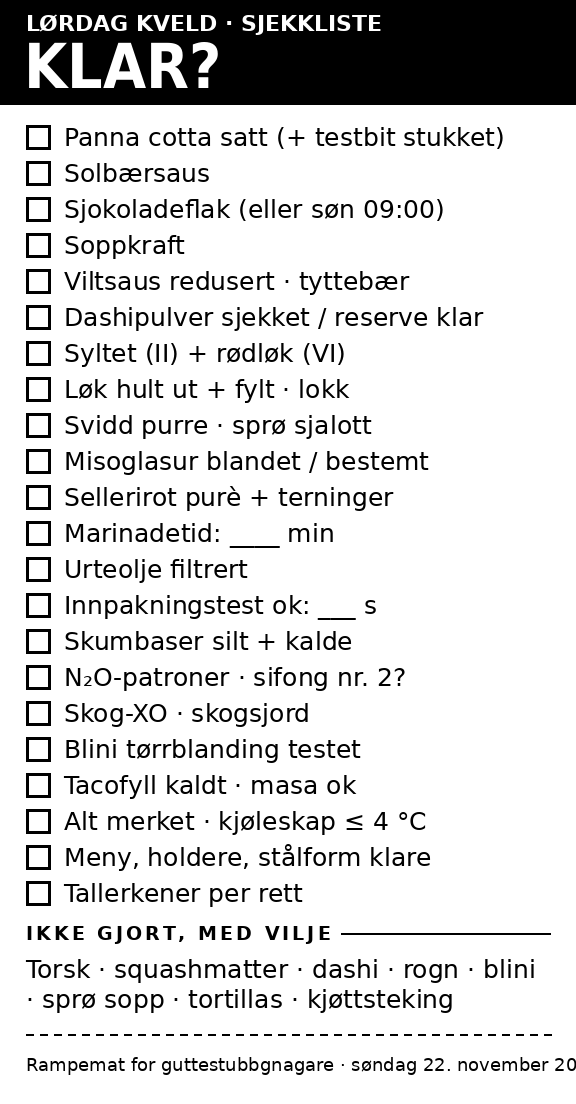 LØRDAG KVELD · SJEKKLISTE
KLAR?
Panna cotta satt (+ testbit stukket)
Solbærsaus
Sjokoladeflak (eller søn 09:00)
Soppkraft
Viltsaus redusert · tyttebær
Dashipulver sjekket / reserve klar
Syltet (II) + rødløk (VI)
Løk hult ut + fylt · lokk
Svidd purre · sprø sjalott
Misoglasur blandet / bestemt
Sellerirot purè + terninger
Marinadetid: ____ min
Urteolje filtrert
Innpakningstest ok: ___ s
Skumbaser silt + kalde
N₂O-patroner · sifong nr. 2?
Skog-XO · skogsjord
Blini tørrblanding testet
Tacofyll kaldt · masa ok
Alt merket · kjøleskap ≤ 4 °C
Meny, holdere, stålform klare
Tallerkener per rett
IKKE GJORT, MED VILJE
Torsk · squashmatter · dashi · rogn · blini
· sprø sopp · tortillas · kjøttsteking
Rampemat for guttestubbgnagare · søndag 22. november 20